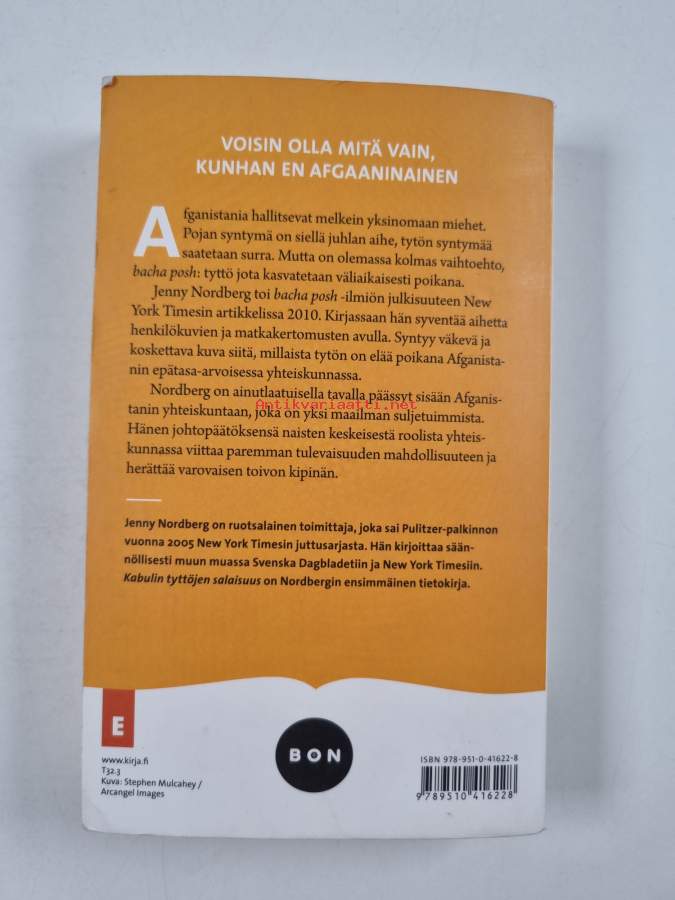 VOISIN OLLA MITÄ VAIN,
KUNHAN EN AFGAANINAINEN
Afganistania hallitsevat melkein yksinomaan miehet.
Pojan syntymä on siellä juhlan aihe, tytön syntymää
saatetaan surra. Mutta on olemassa kolmas vaihtoehto,
bacha posh: tyttö jota kasvatetaan väliaikaisesti poikana.
Jenny Nordberg toi bacha posh -ilmiön julkisuuteen New
York Timesin artikkelissa 2010. Kirjassaan hän syventää aihetta
henkilökuvien ja matkakertomusten avulla. Syntyy väkevä ja
koskettava kuva siitä, millaista tytön on elää poikana Afganista-
nin epätasa-arvoisessa yhteiskunnassa.
Nordberg on ainutlaatuisella tavalla päässyt sisään Afganis-
Antikvariaatti.net
tanin yhteiskuntaan, joka on yksi maailman suljetuimmista.
Hänen johtopäätöksensä naisten keskeisestä roolista yhteis-
kunnassa viittaa paremman tulevaisuuden mahdollisuuteen ja
herättää varovaisen toivon kipinän.
Jenny Nordberg on ruotsalainen toimittaja, joka sai Pulitzer-palkinnon
vuonna 2005 New York Timesin juttusarjasta. Hän kirjoittaa sään-
nöllisesti muun muassa Svenska Dagbladetiin ja New York Timesiin.
Kabulin tyttöjen salaisuus on Nordbergin ensimmäinen tietokirja.
E
www.kirja.fi
T32.3
Kuva: Stephen Mulcahey /
Arcangel Images
BON
ISBN 978-951-0-41622-8
9 789510 416228